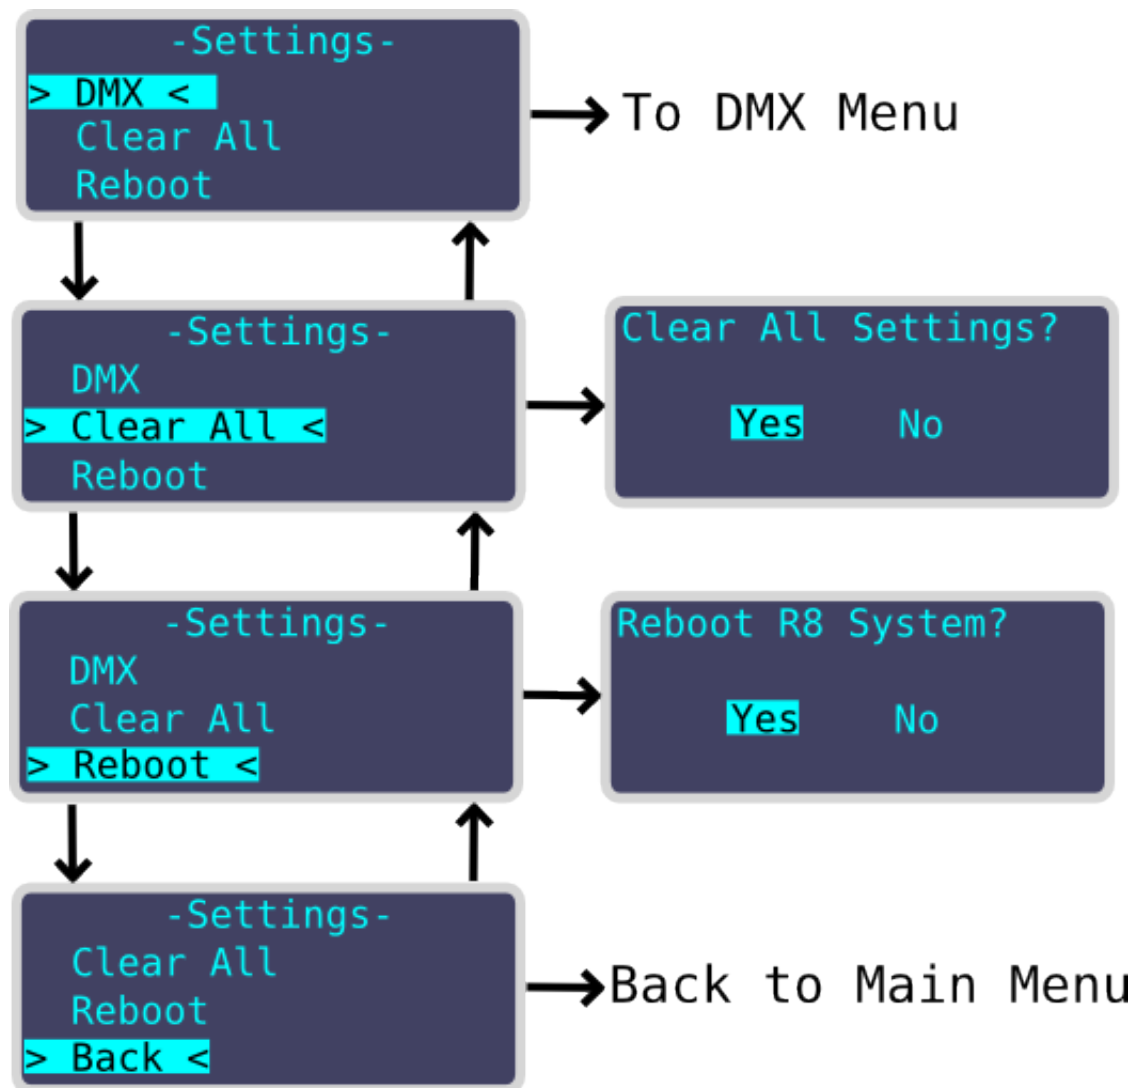 -Settings-
> DMX <
Clear All
Reboot
To DMX Menu
-Settings-
DMX
> Clear All <
Reboot
Clear All Settings?
Yes No
-Settings-
DMX
Clear All
> Reboot <
Reboot R8 System?
Yes No
-Settings-
Clear All
Reboot
> Back <
Back to Main Menu